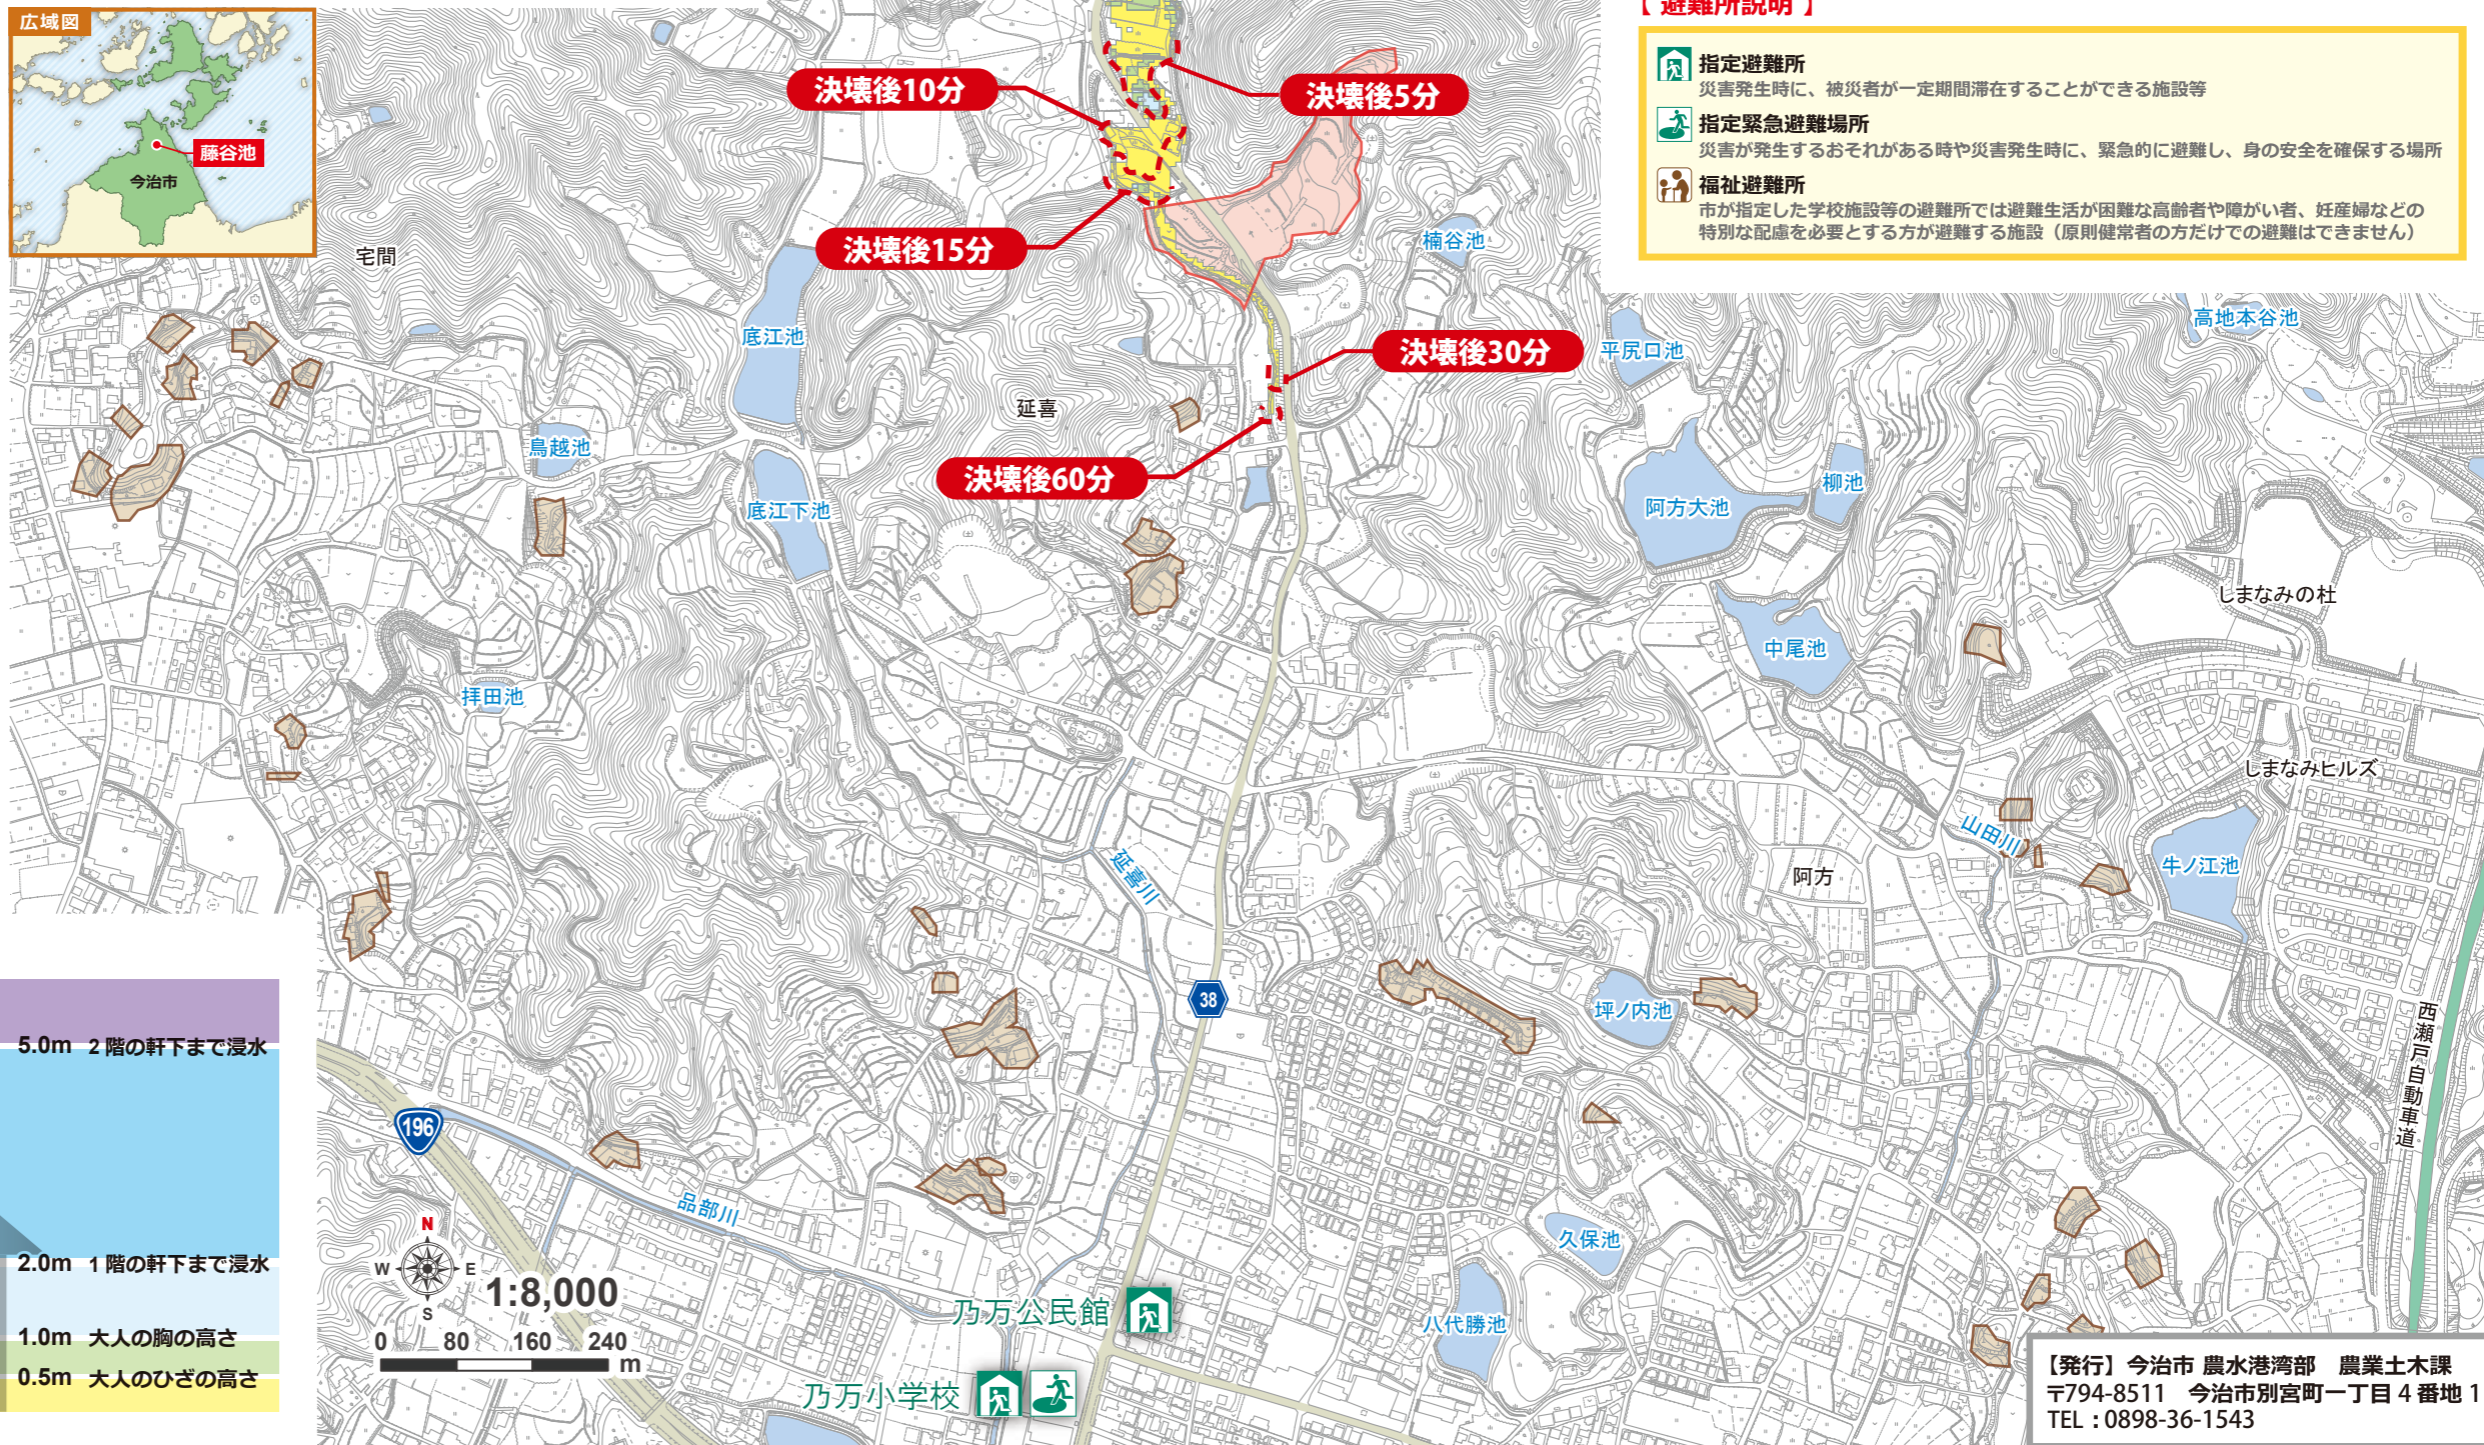 広域図
藤谷池
今治市
【 避難所説明 】
指定避難所
災害発生時に、被災者が一定期間滞在することができる施設等
指定緊急避難場所
災害が発生するおそれがある時や災害発生時に、緊急的に避難し、身の安全を確保する場所
福祉避難所
市が指定した学校施設等の避難所では避難生活が困難な高齢者や障がい者、妊産婦などの
特別な配慮を必要とする方が避難する施設（原則健常者の方だけでの避難はできません）
決壊後10分
決壊後5分
決壊後15分
決壊後30分
決壊後60分
宅間
楠谷池
高地本谷池
底江池
平尻口池
延喜
鳥越池
底江下池
阿方大池
柳池
しまなみの杜
中尾池
拝田池
しまなみヒルズ
山田川
牛ノ江池
阿方
延喜川
38
坪ノ内池
西瀬戸自動車道
196
品部川
久保池
八代勝池
5.0m 2階の軒下まで浸水
2.0m 1階の軒下まで浸水
1.0m 大人の胸の高さ
0.5m 大人のひざの高さ
N
W E
S
1:8,000
0 80 160 240
m
乃万公民館
乃万小学校
【発行】今治市 農水港湾部 農業土木課
〒794-8511 今治市別宮町一丁目4番地1
TEL：0898-36-1543